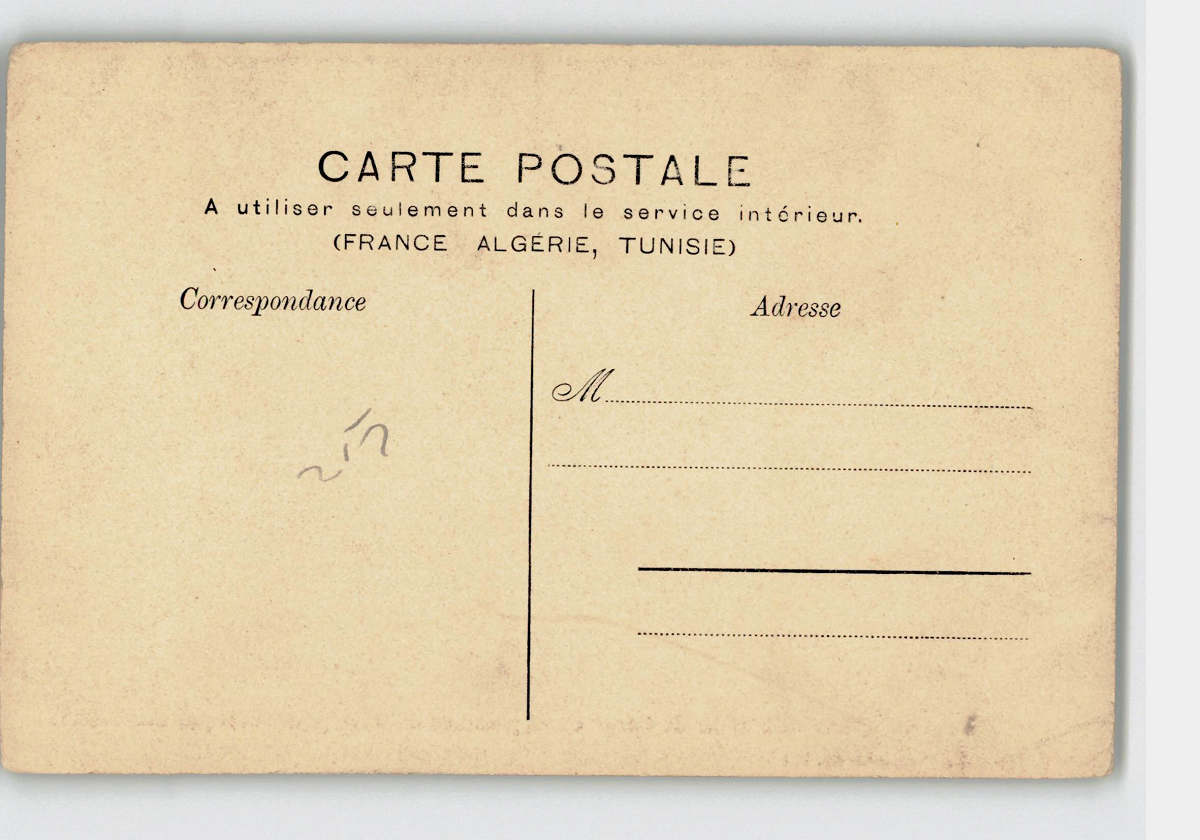 CARTE POSTALE
A utiliser seulement dans le service intérieur.
(FRANCE ALGÉRIE, TUNISIE)
Correspondance
Adresse
M